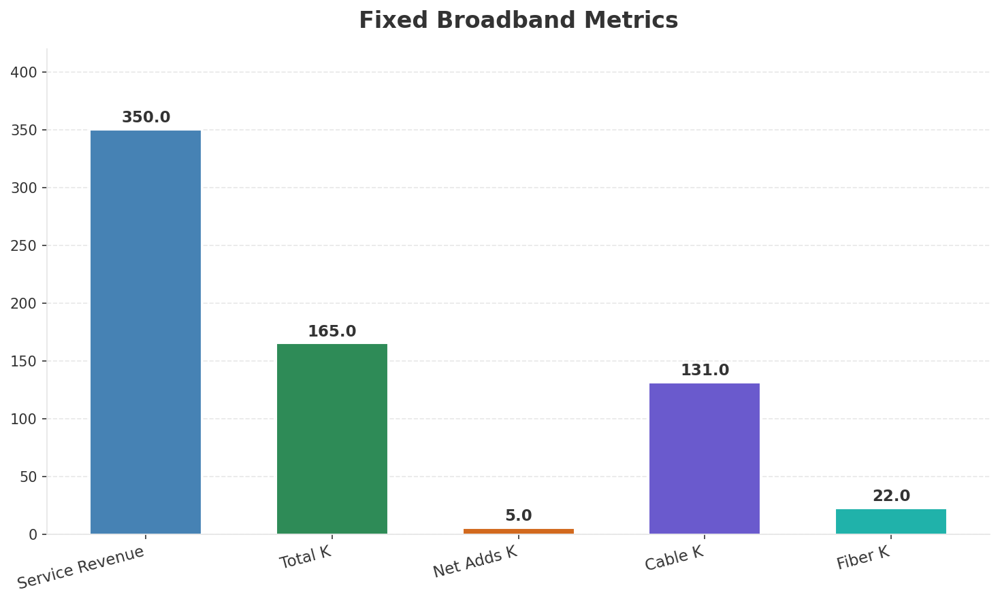 Fixed Broadband Metrics
400
350
300
250
200
150
100
50
0
350.0
165.0
5.0
131.0
22.0
Service Revenue
Total K
Net Adds K
Cable K
Fiber K